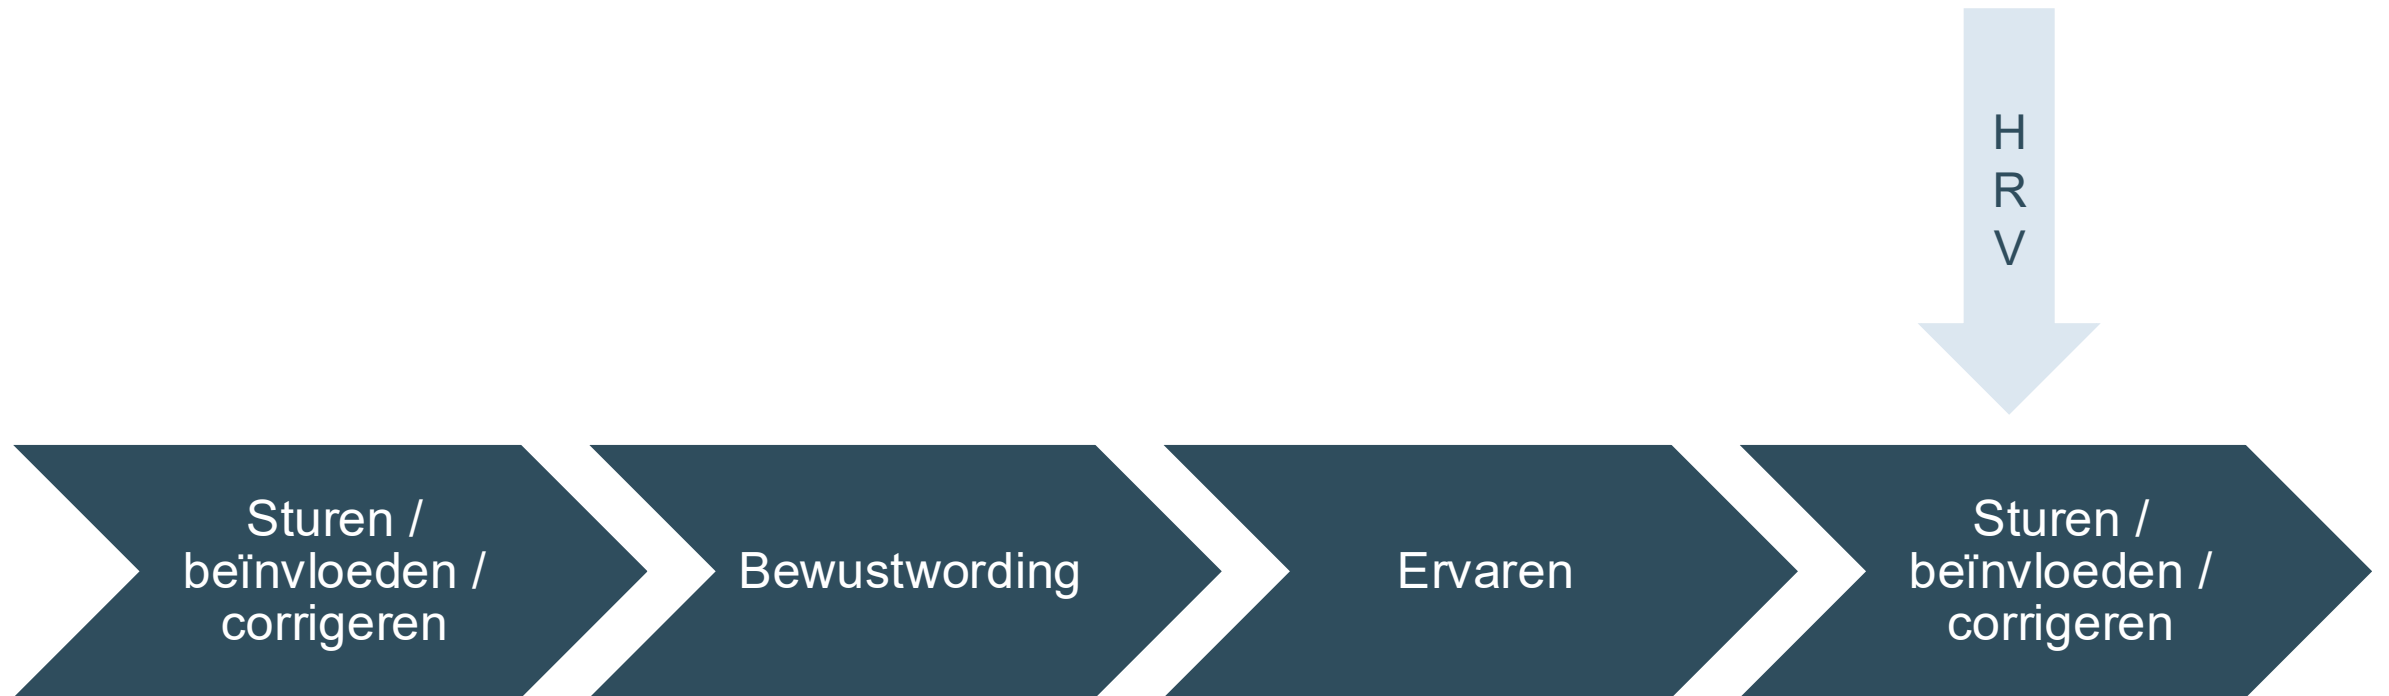 H
R
V
Sturen /
beïnvloeden /
corrigeren
Bewustwording
Ervaren
Sturen /
beïnvloeden /
corrigeren